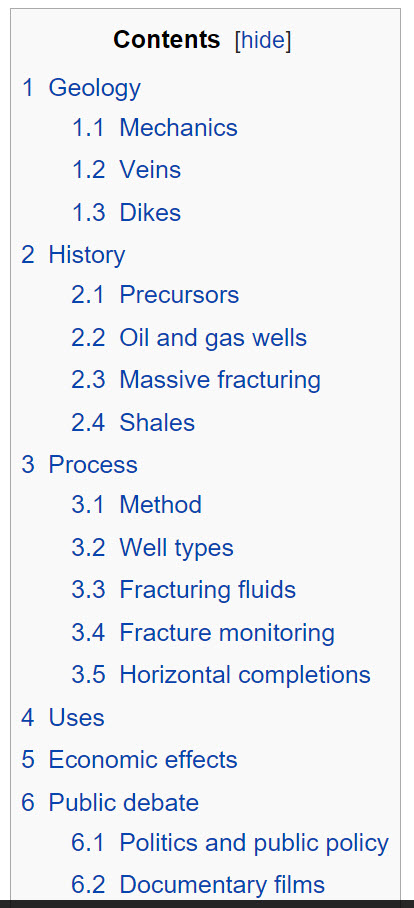 Contents [hide]
1 Geology
1.1 Mechanics
1.2 Veins
1.3 Dikes
2 History
2.1 Precursors
2.2 Oil and gas wells
2.3 Massive fracturing
2.4 Shales
3 Process
3.1 Method
3.2 Well types
3.3 Fracturing fluids
3.4 Fracture monitoring
3.5 Horizontal completions
4 Uses
5 Economic effects
6 Public debate
6.1 Politics and public policy
6.2 Documentary films